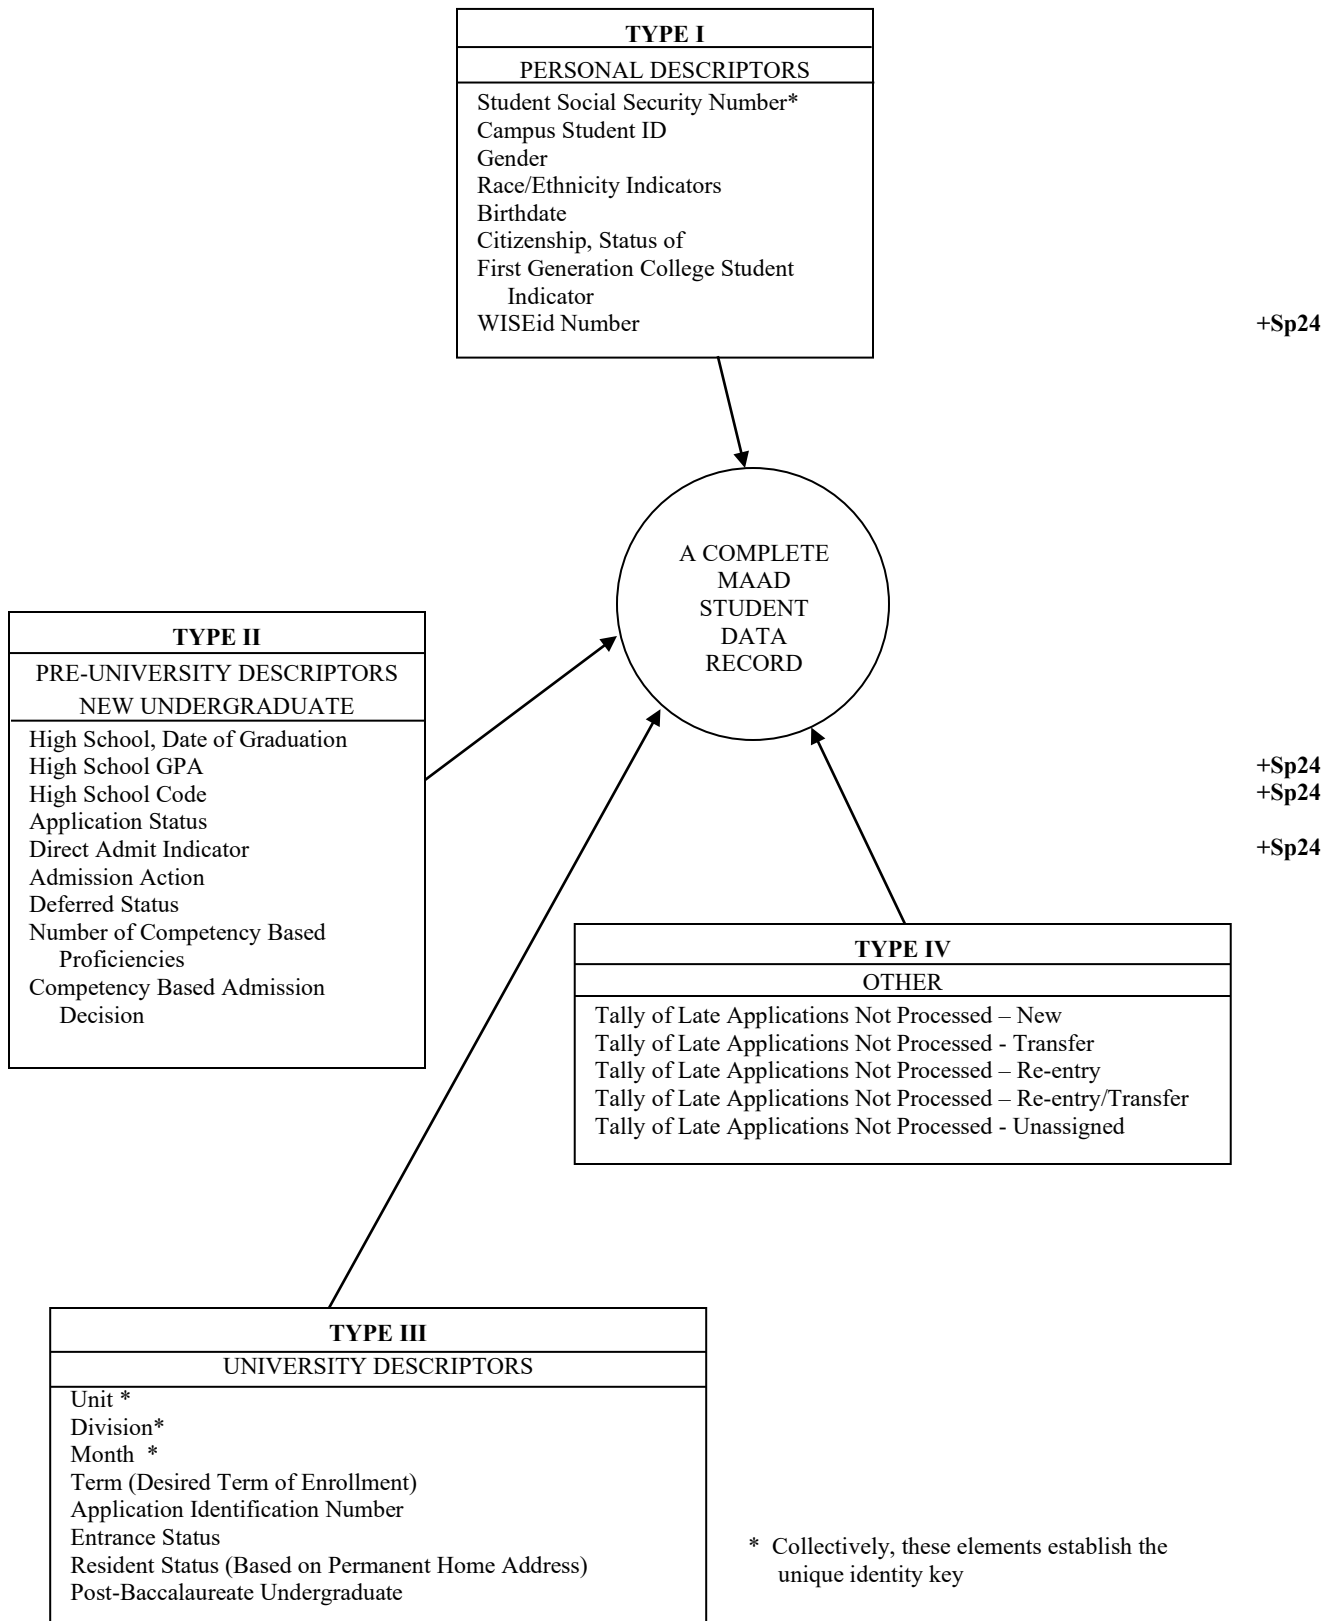 TYPE I
PERSONAL DESCRIPTORS
Student Social Security Number*
Campus Student ID
Gender
Race/Ethnicity Indicators
Birthdate
Citizenship, Status of
First Generation College Student
Indicator
WISEid Number
+Sp24
A COMPLETE
MAAD
STUDENT
DATA
RECORD
TYPE II
PRE-UNIVERSITY DESCRIPTORS
NEW UNDERGRADUATE
High School, Date of Graduation
High School GPA
+Sp24
High School Code
+Sp24
Application Status
Direct Admit Indicator
+Sp24
Admission Action
Deferred Status
Number of Competency Based
Proficiencies
Competency Based Admission
Decision
TYPE IV
OTHER
Tally of Late Applications Not Processed – New
Tally of Late Applications Not Processed - Transfer
Tally of Late Applications Not Processed – Re-entry
Tally of Late Applications Not Processed – Re-entry/Transfer
Tally of Late Applications Not Processed - Unassigned
TYPE III
UNIVERSITY DESCRIPTORS
Unit *
Division*
Month  *
Term (Desired Term of Enrollment)
Application Identification Number
Entrance Status
Resident Status (Based on Permanent Home Address)
Post-Baccalaureate Undergraduate
* Collectively, these elements establish the
unique identity key